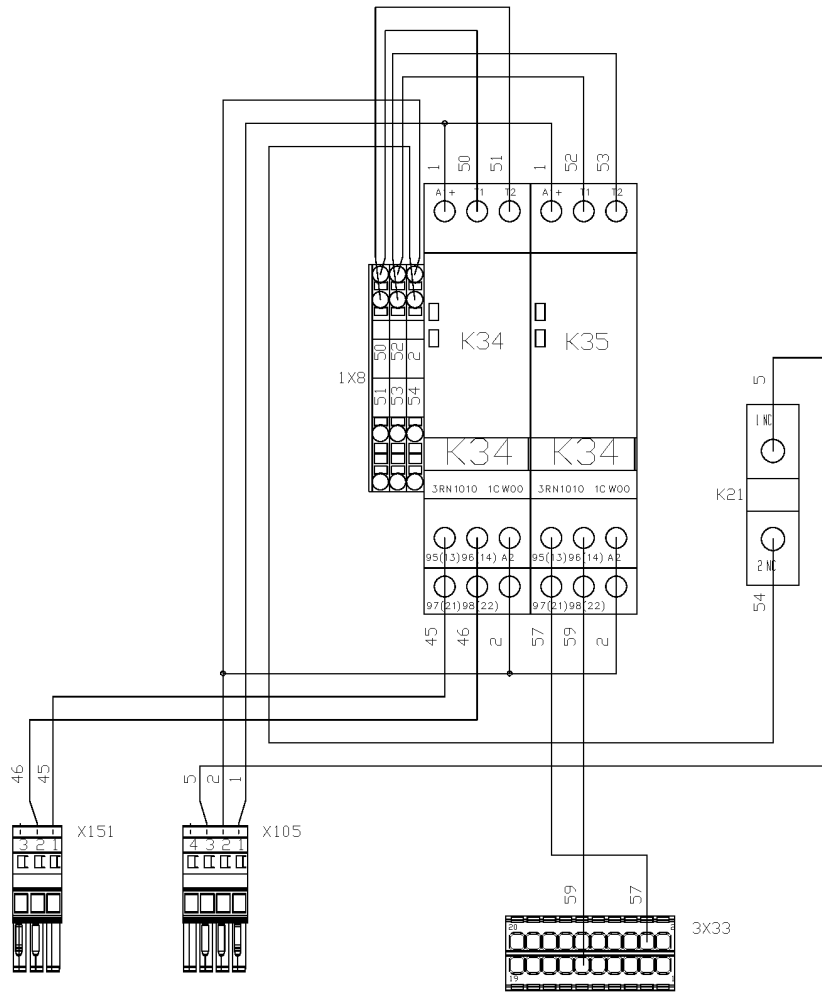 1
50
51
1
52
53
A + T1 T2 A + T1 T2
K34 K35
50 52 2
1X8
51 53 54
5
1 NC
K34 K34
3RN1010 1CW00 3RN1010 1CW00
K21
95(13)96(14) A2 95(13)96(14) A2
2 NC
97(21)98(22) 97(21)98(22)
54
45
46
2
57
59
2
46
45
5
2
1
X151 X105
3 2 1 4 3 2 1
59
57
20 2
3X33
19 1